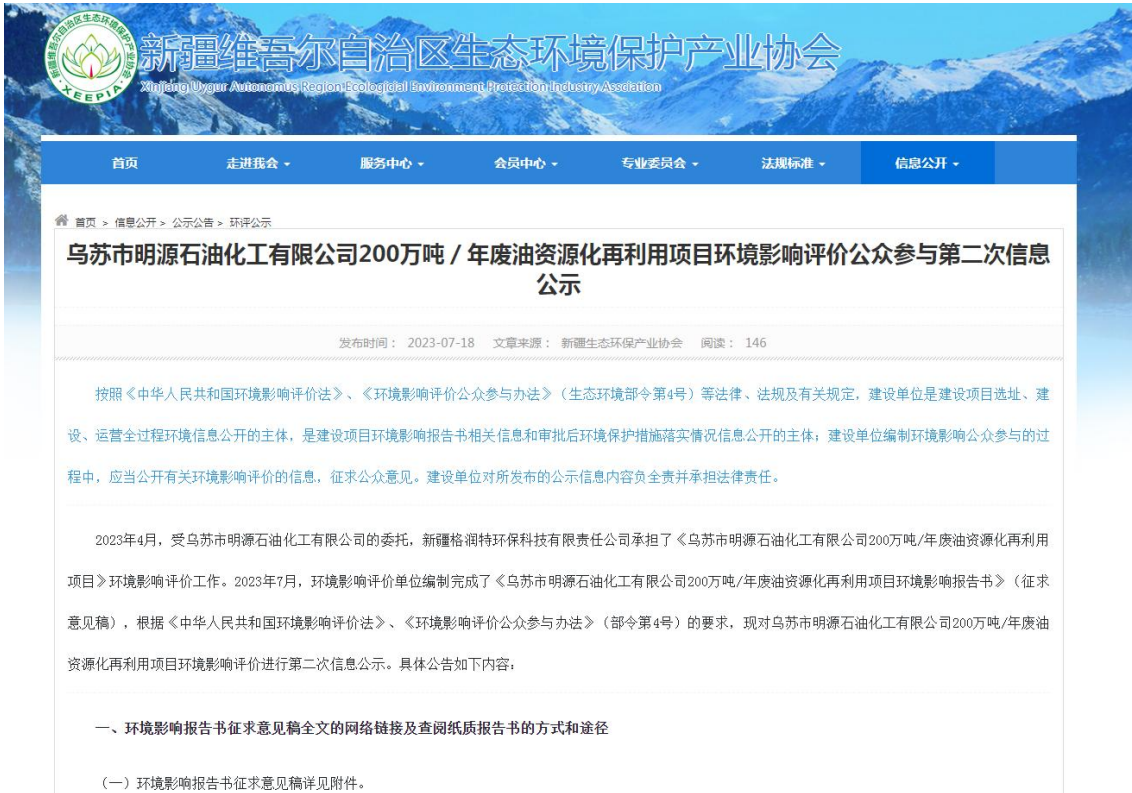 新疆维吾尔自治区生态环境保护产业协会
Xinjiang Uygur Autonomus Region Ecologicial Environment Protection Industry Assciation
新疆维吾尔自治区生态环境保护产业协会
XEEPIA
首页 走进我会 服务中心 会员中心 专业委员会 法规标准 信息公开
首页 > 信息公开 > 公示公告 > 环评公示
乌苏市明源石油化工有限公司200万吨/年废油资源化再利用项目环境影响评价公众参与第二次信息
公示
发布时间: 2023-07-18 文章来源: 新疆生态环保产业协会 阅读: 146
按照《中华人民共和国环境影响评价法》、《环境影响评价公众参与办法》(生态环境部令第4号)等法律、法规及有关规定,建设单位是建设项目选址、建
设、运营全过程环境信息公开的主体,是建设项目环境影响报告书相关信息和审批后环境保护措施落实情况信息公开的主体;建设单位编制环境影响公众参与的过
程中,应当公开有关环境影响评价的信息,征求公众意见。建设单位对所发布的公示信息内容负全责并承担法律责任。
2023年4月,受乌苏市明源石油化工有限公司的委托,新疆格润特环保科技有限责任公司承担了《乌苏市明源石油化工有限公司200万吨/年废油资源化再利用
项目》环境影响评价工作。2023年7月,环境影响评价单位编制完成了《乌苏市明源石油化工有限公司200万吨/年废油资源化再利用项目环境影响报告书》(征求
意见稿),根据《中华人民共和国环境影响评价法》、《环境影响评价公众参与办法》(部令第4号)的要求,现对乌苏市明源石油化工有限公司200万吨/年废油
资源化再利用项目环境影响评价进行第二次信息公示。具体公告如下内容:
一、环境影响报告书征求意见稿全文的网络链接及查阅纸质报告书的方式和途径
(一)环境影响报告书征求意见稿详见附件。